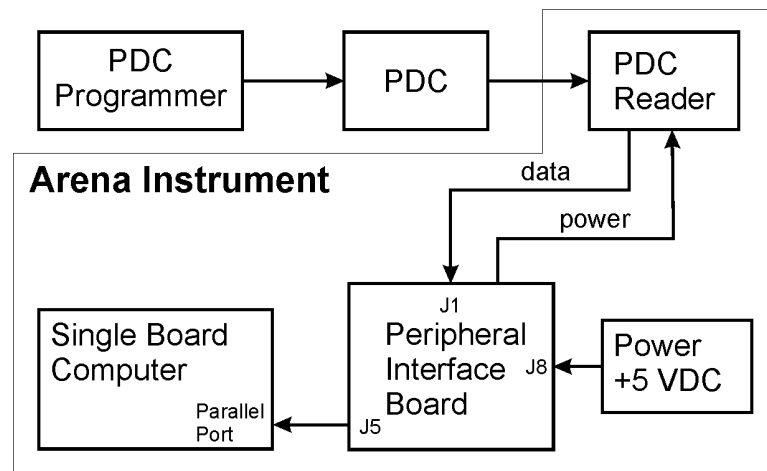 PDC
Programmer
PDC
PDC
Reader
Arena Instrument
data
power
Single Board
Computer
Parallel
Port
J1
Peripheral
Interface
Board
J5
J8
Power
+5 VDC